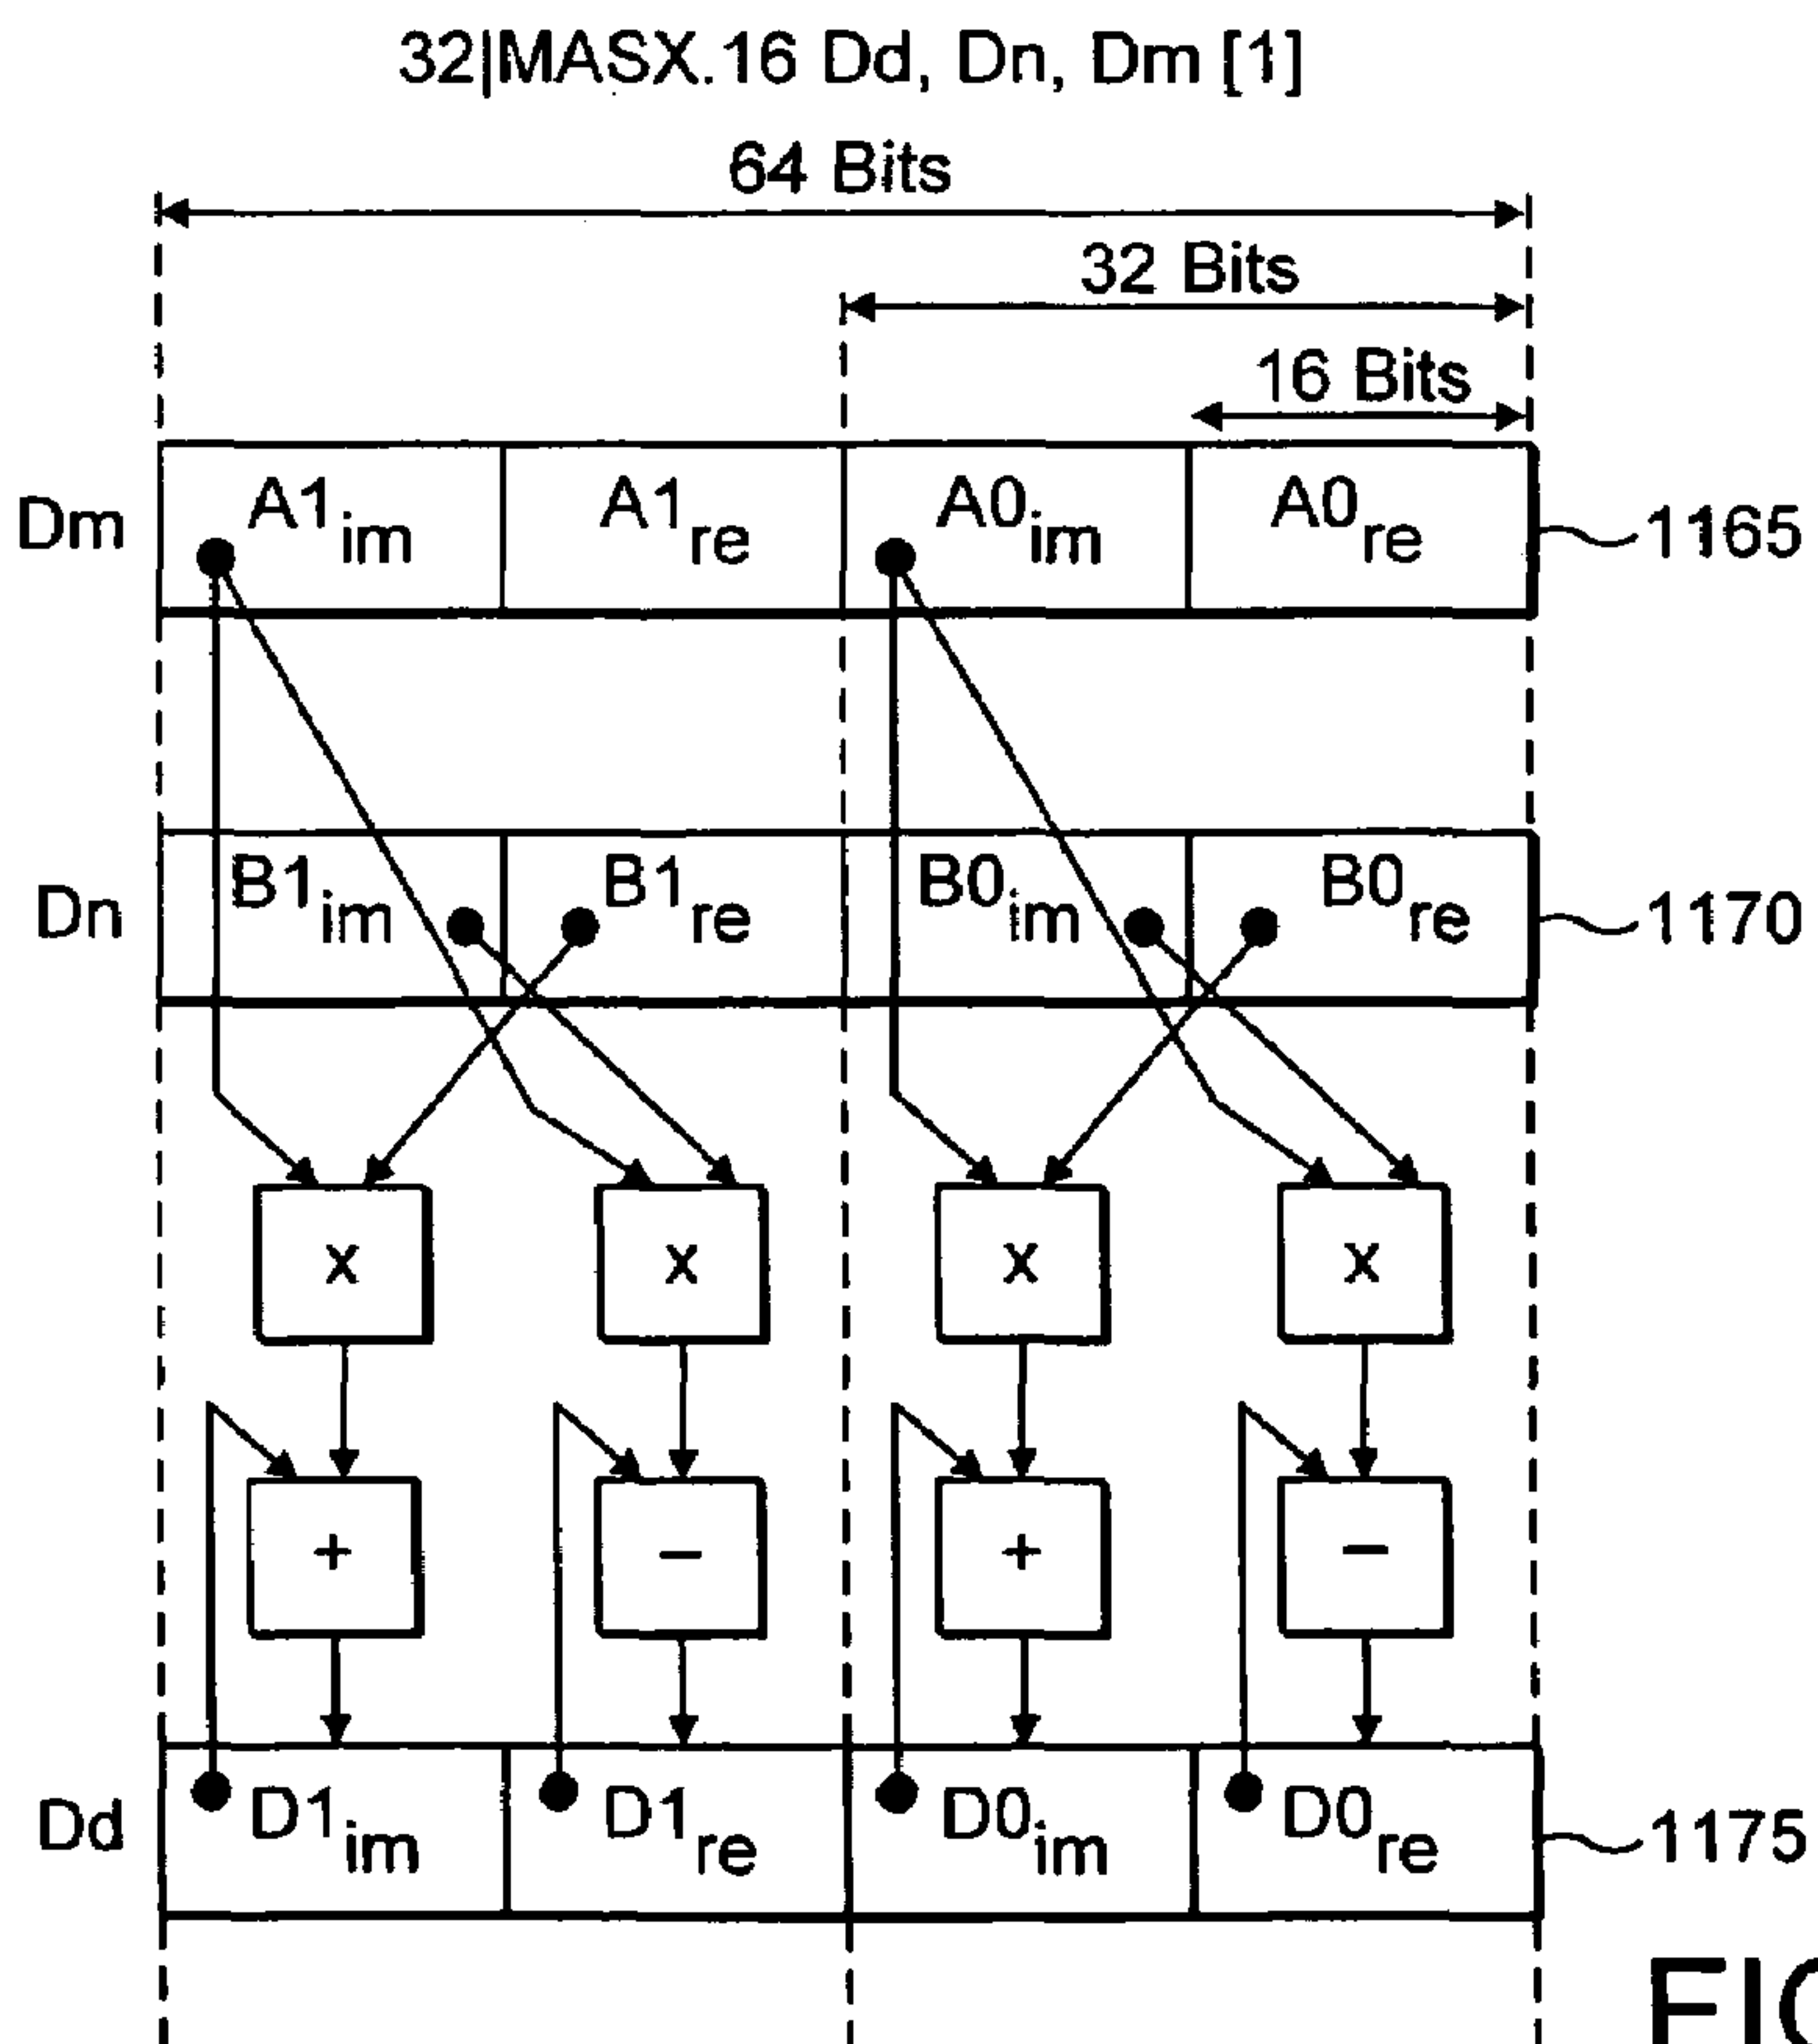 32|MASX.16 Dd, Dn, Dm [1]
64 Bits
32 Bits
16 Bits
Dm A1im A1re A0im A0re 1165
Dn B1im B1re B0im B0re 1170
x x x x
+ − + −
Dd D1im D1re D0im D0re 1175